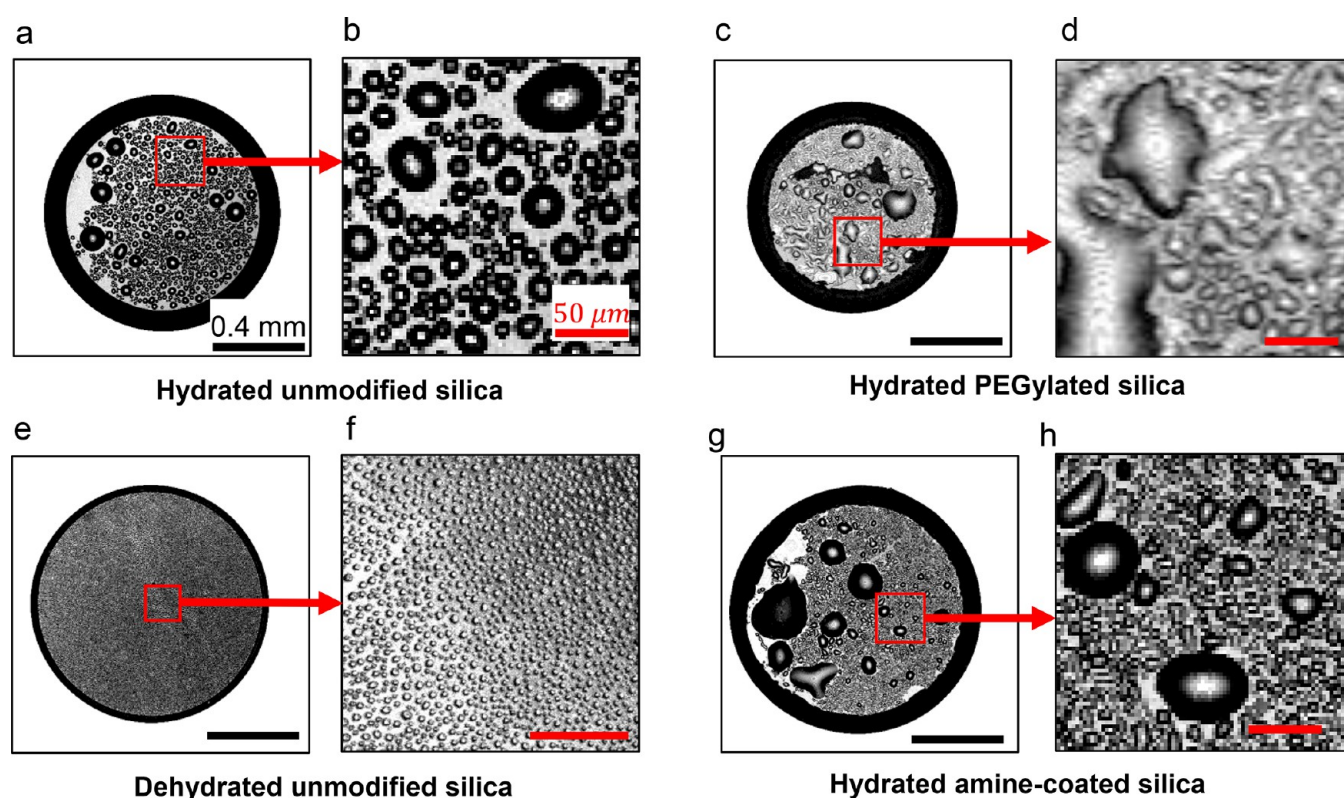 a
b
c
d
0.4 mm
50 μm
Hydrated unmodified silica
Hydrated PEGylated silica
e
f
g
h
Dehydrated unmodified silica
Hydrated amine-coated silica